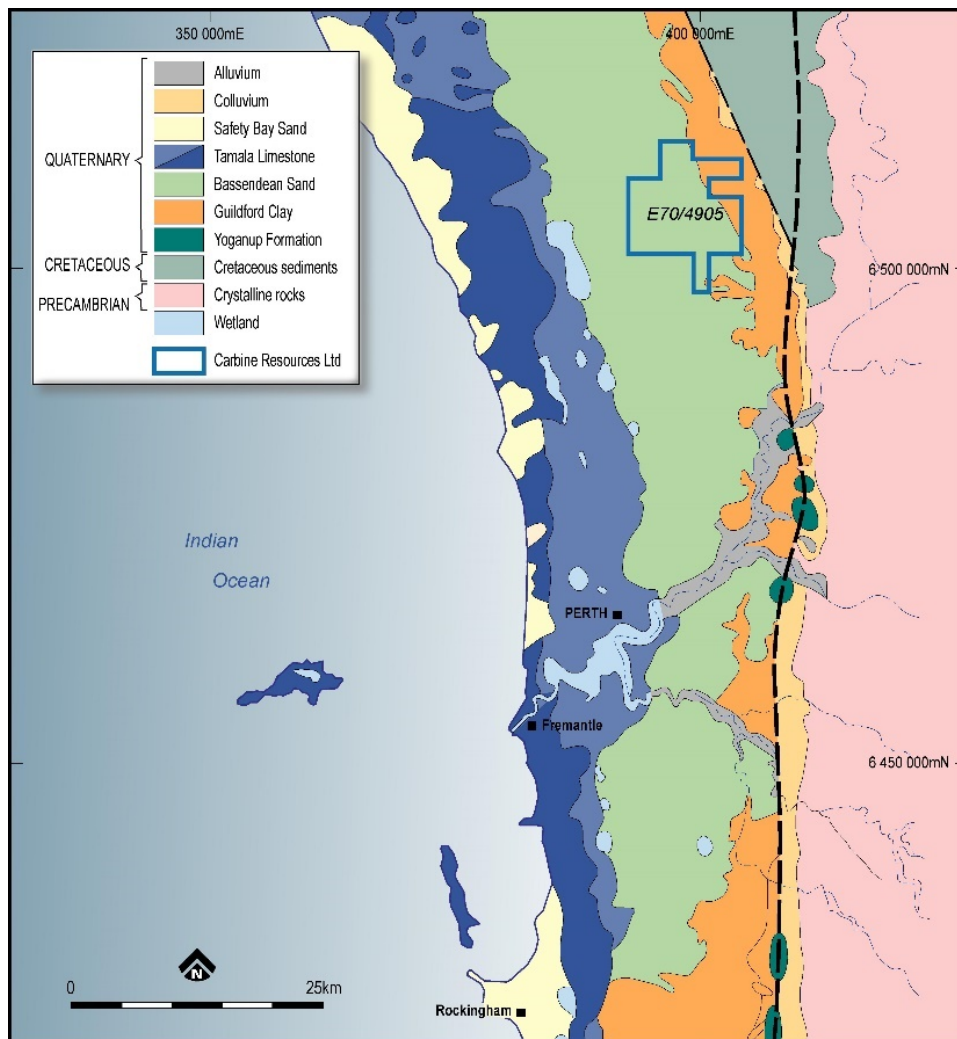 350 000mE
400 000mE
QUATERNARY
Alluvium
Colluvium
Safety Bay Sand
Tamala Limestone
Bassendean Sand
Guildford Clay
Yoganup Formation
CRETACEOUS
Cretaceous sediments
PRECAMBRIAN
Crystalline rocks
Wetland
Carbine Resources Ltd
E70/4905
6 500 000mN
Indian
Ocean
PERTH
Fremantle
6 450 000mN
N
0
25km
Rockingham